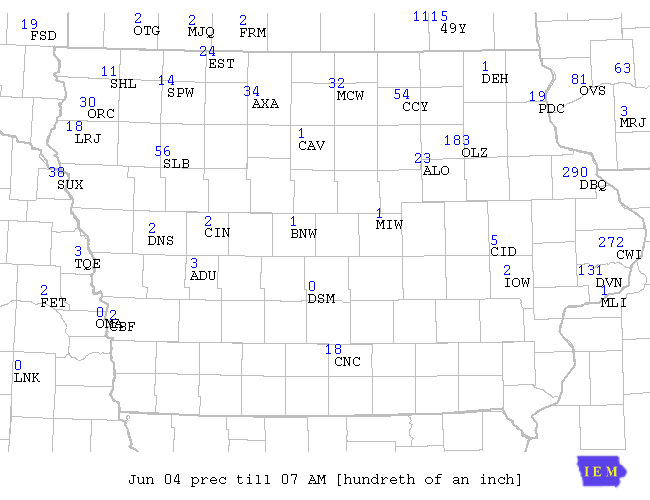 1115
49Y
19
FSD
2
OTG
2
MJQ
2
FRM
24
EST
11
SHL
14
SPW
34
AXA
32
MCW
54
CCY
1
DEH
81
OVS
63
19
PDC
3
MRJ
30
ORC
18
LRJ
1
CAV
183
OLZ
56
SLB
23
ALO
38
SUX
290
DBQ
2
DNS
2
CIN
1
BNW
1
MIW
5
CID
272
CWI
3
TQE
3
ADU
2
IOW
131
DVN
2
FET
0
DSM
1
MLI
0
2
CBF
18
CNC
0
LNK
Jun 04 prec till 07 AM [hundreth of an inch]
IEM